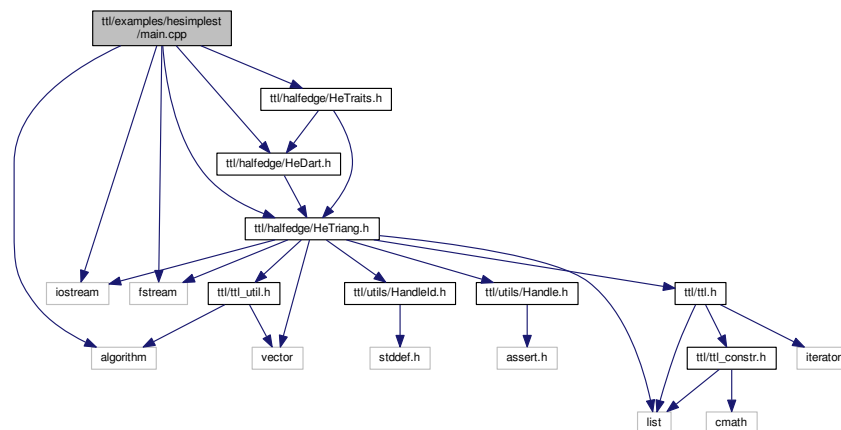 ttl/examples/hesimplest
/main.cpp
ttl/halfedge/HeTraits.h
ttl/halfedge/HeDart.h
ttl/halfedge/HeTriang.h
iostream
fstream
ttl/ttl_util.h
ttl/utils/HandleId.h
ttl/utils/Handle.h
ttl/ttl.h
algorithm
vector
stddef.h
assert.h
ttl/ttl_constr.h
iterator
list
cmath